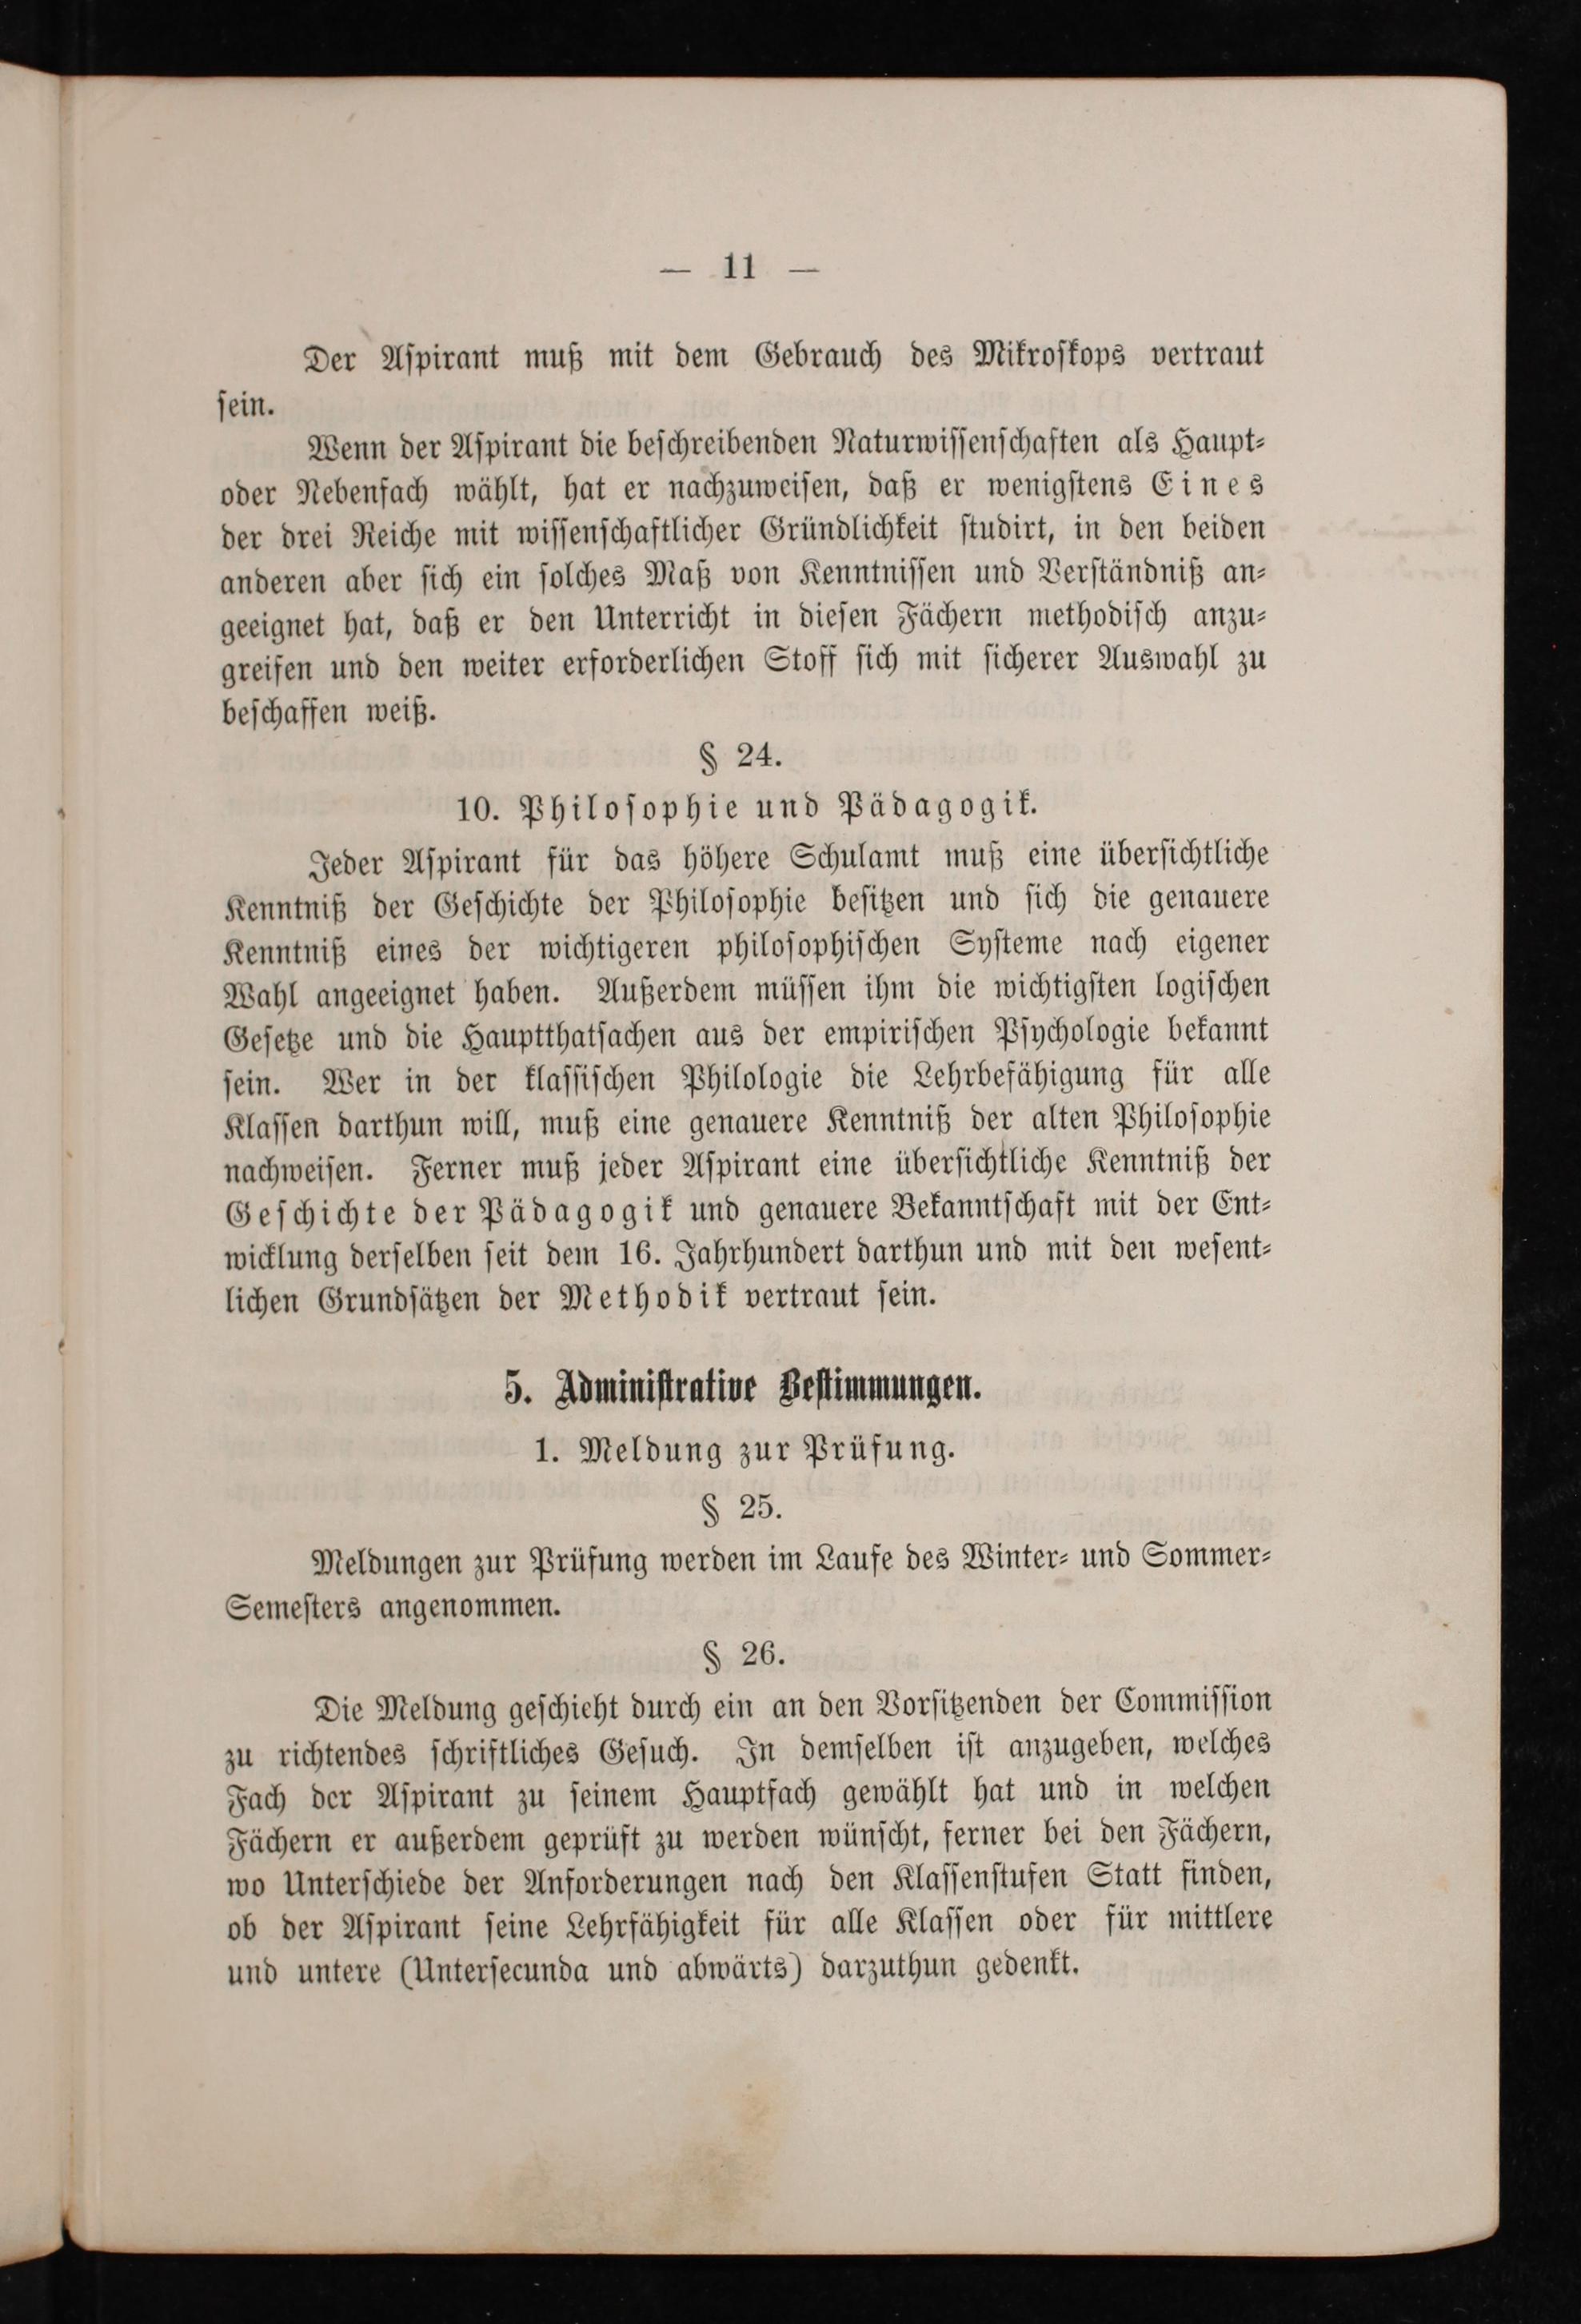 — 11 —
Der Aspirant muß mit dem Gebrauch des Mikroskops vertraut
sein.
Wenn der Aspirant die beschreibenden Naturwissenschaften als Haupt-
oder Nebenfach wählt, hat er nachzuweisen, daß er wenigstens Eines
der drei Reiche mit wissenschaftlicher Gründlichkeit studirt, in den beiden
anderen aber sich ein solches Maß von Kenntnissen und Verständniß an-
geeignet hat, daß er den Unterricht in diesen Fächern methodisch anzu-
greifen und den weiter erforderlichen Stoff sich mit sicherer Auswahl zu
beschaffen weiß.
§ 24.
10. Philosophie und Pädagogik.
Jeder Aspirant für das höhere Schulamt muß eine übersichtliche
Kenntniß der Geschichte der Philosophie besitzen und sich die genauere
Kenntniß eines der wichtigeren philosophischen Systeme nach eigener
Wahl angeeignet haben. Außerdem müssen ihm die wichtigsten logischen
Gesetze und die Hauptthatsachen aus der empirischen Psychologie bekannt
sein. Wer in der klassischen Philologie die Lehrbefähigung für alle
Klassen darthun will, muß eine genauere Kenntniß der alten Philosophie
nachweisen. Ferner muß jeder Aspirant eine übersichtliche Kenntniß der
Geschichte der Pädagogik und genauere Bekanntschaft mit der Ent-
wicklung derselben seit dem 16. Jahrhundert darthun und mit den wesent-
lichen Grundsätzen der Methodik vertraut sein.
5. Administrative Bestimmungen.
1. Meldung zur Prüfung.
§ 25.
Meldungen zur Prüfung werden im Laufe des Winter- und Sommer-
Semesters angenommen.
§ 26.
Die Meldung geschieht durch ein an den Vorsitzenden der Commission
zu richtendes schriftliches Gesuch. In demselben ist anzugeben, welches
Fach der Aspirant zu seinem Hauptfach gewählt hat und in welchen
Fächern er außerdem geprüft zu werden wünscht, ferner bei den Fächern,
wo Unterschiede der Anforderungen nach den Klassenstufen Statt finden,
ob der Aspirant seine Lehrfähigkeit für alle Klassen oder für mittlere
und untere (Untersecunda und abwärts) darzuthun gedenkt.